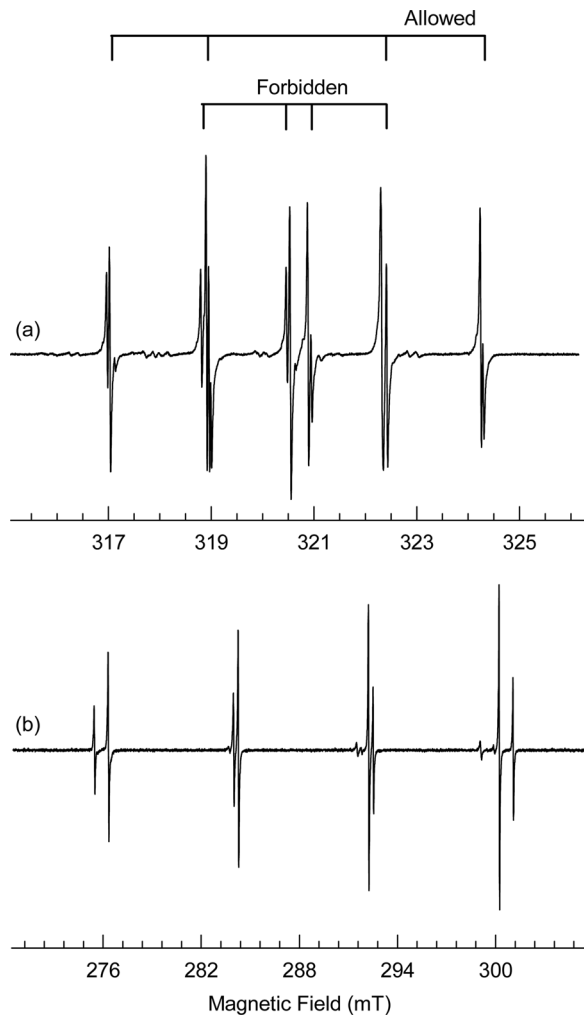 Allowed
Forbidden
(a)
317 319 321 323 325
(b)
276 282 288 294 300
Magnetic Field (mT)